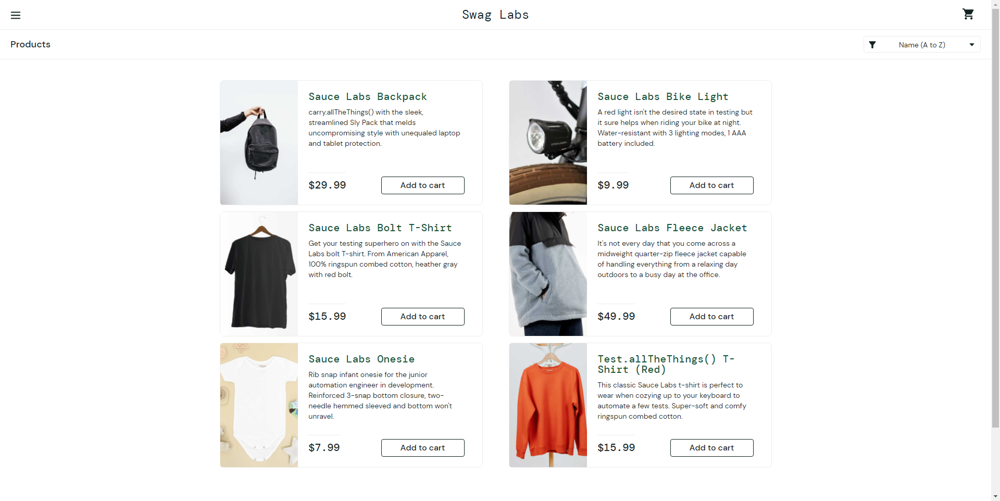 Swag Labs
Products
Name (A to Z)
Sauce Labs Backpack
carry.allTheThings() with the sleek,
streamlined Sly Pack that melds
uncompromising style with unequaled laptop
and tablet protection.
$29.99
Add to cart
Sauce Labs Bike Light
A red light isn't the desired state in testing but
it sure helps when riding your bike at night.
Water-resistant with 3 lighting modes, 1 AAA
battery included.
STAR UNION
$9.99
Add to cart
Sauce Labs Bolt T-Shirt
Get your testing superhero on with the Sauce
Labs bolt T-shirt. From American Apparel,
100% ringspun combed cotton, heather gray
with red bolt.
$15.99
Add to cart
Sauce Labs Fleece Jacket
It's not every day that you come across a
midweight quarter-zip fleece jacket capable
of handling everything from a relaxing day
outdoors to a busy day at the office.
$49.99
Add to cart
Sauce Labs Onesie
Rib snap infant onesie for the junior
automation engineer in development.
Reinforced 3-snap bottom closure, two-
needle hemmed sleeved and bottom won't
unravel.
$7.99
Add to cart
Test.allTheThings() T-
Shirt (Red)
This classic Sauce Labs t-shirt is perfect to
wear when cozying up to your keyboard to
automate a few tests. Super-soft and comfy
ringspun combed cotton.
$15.99
Add to cart